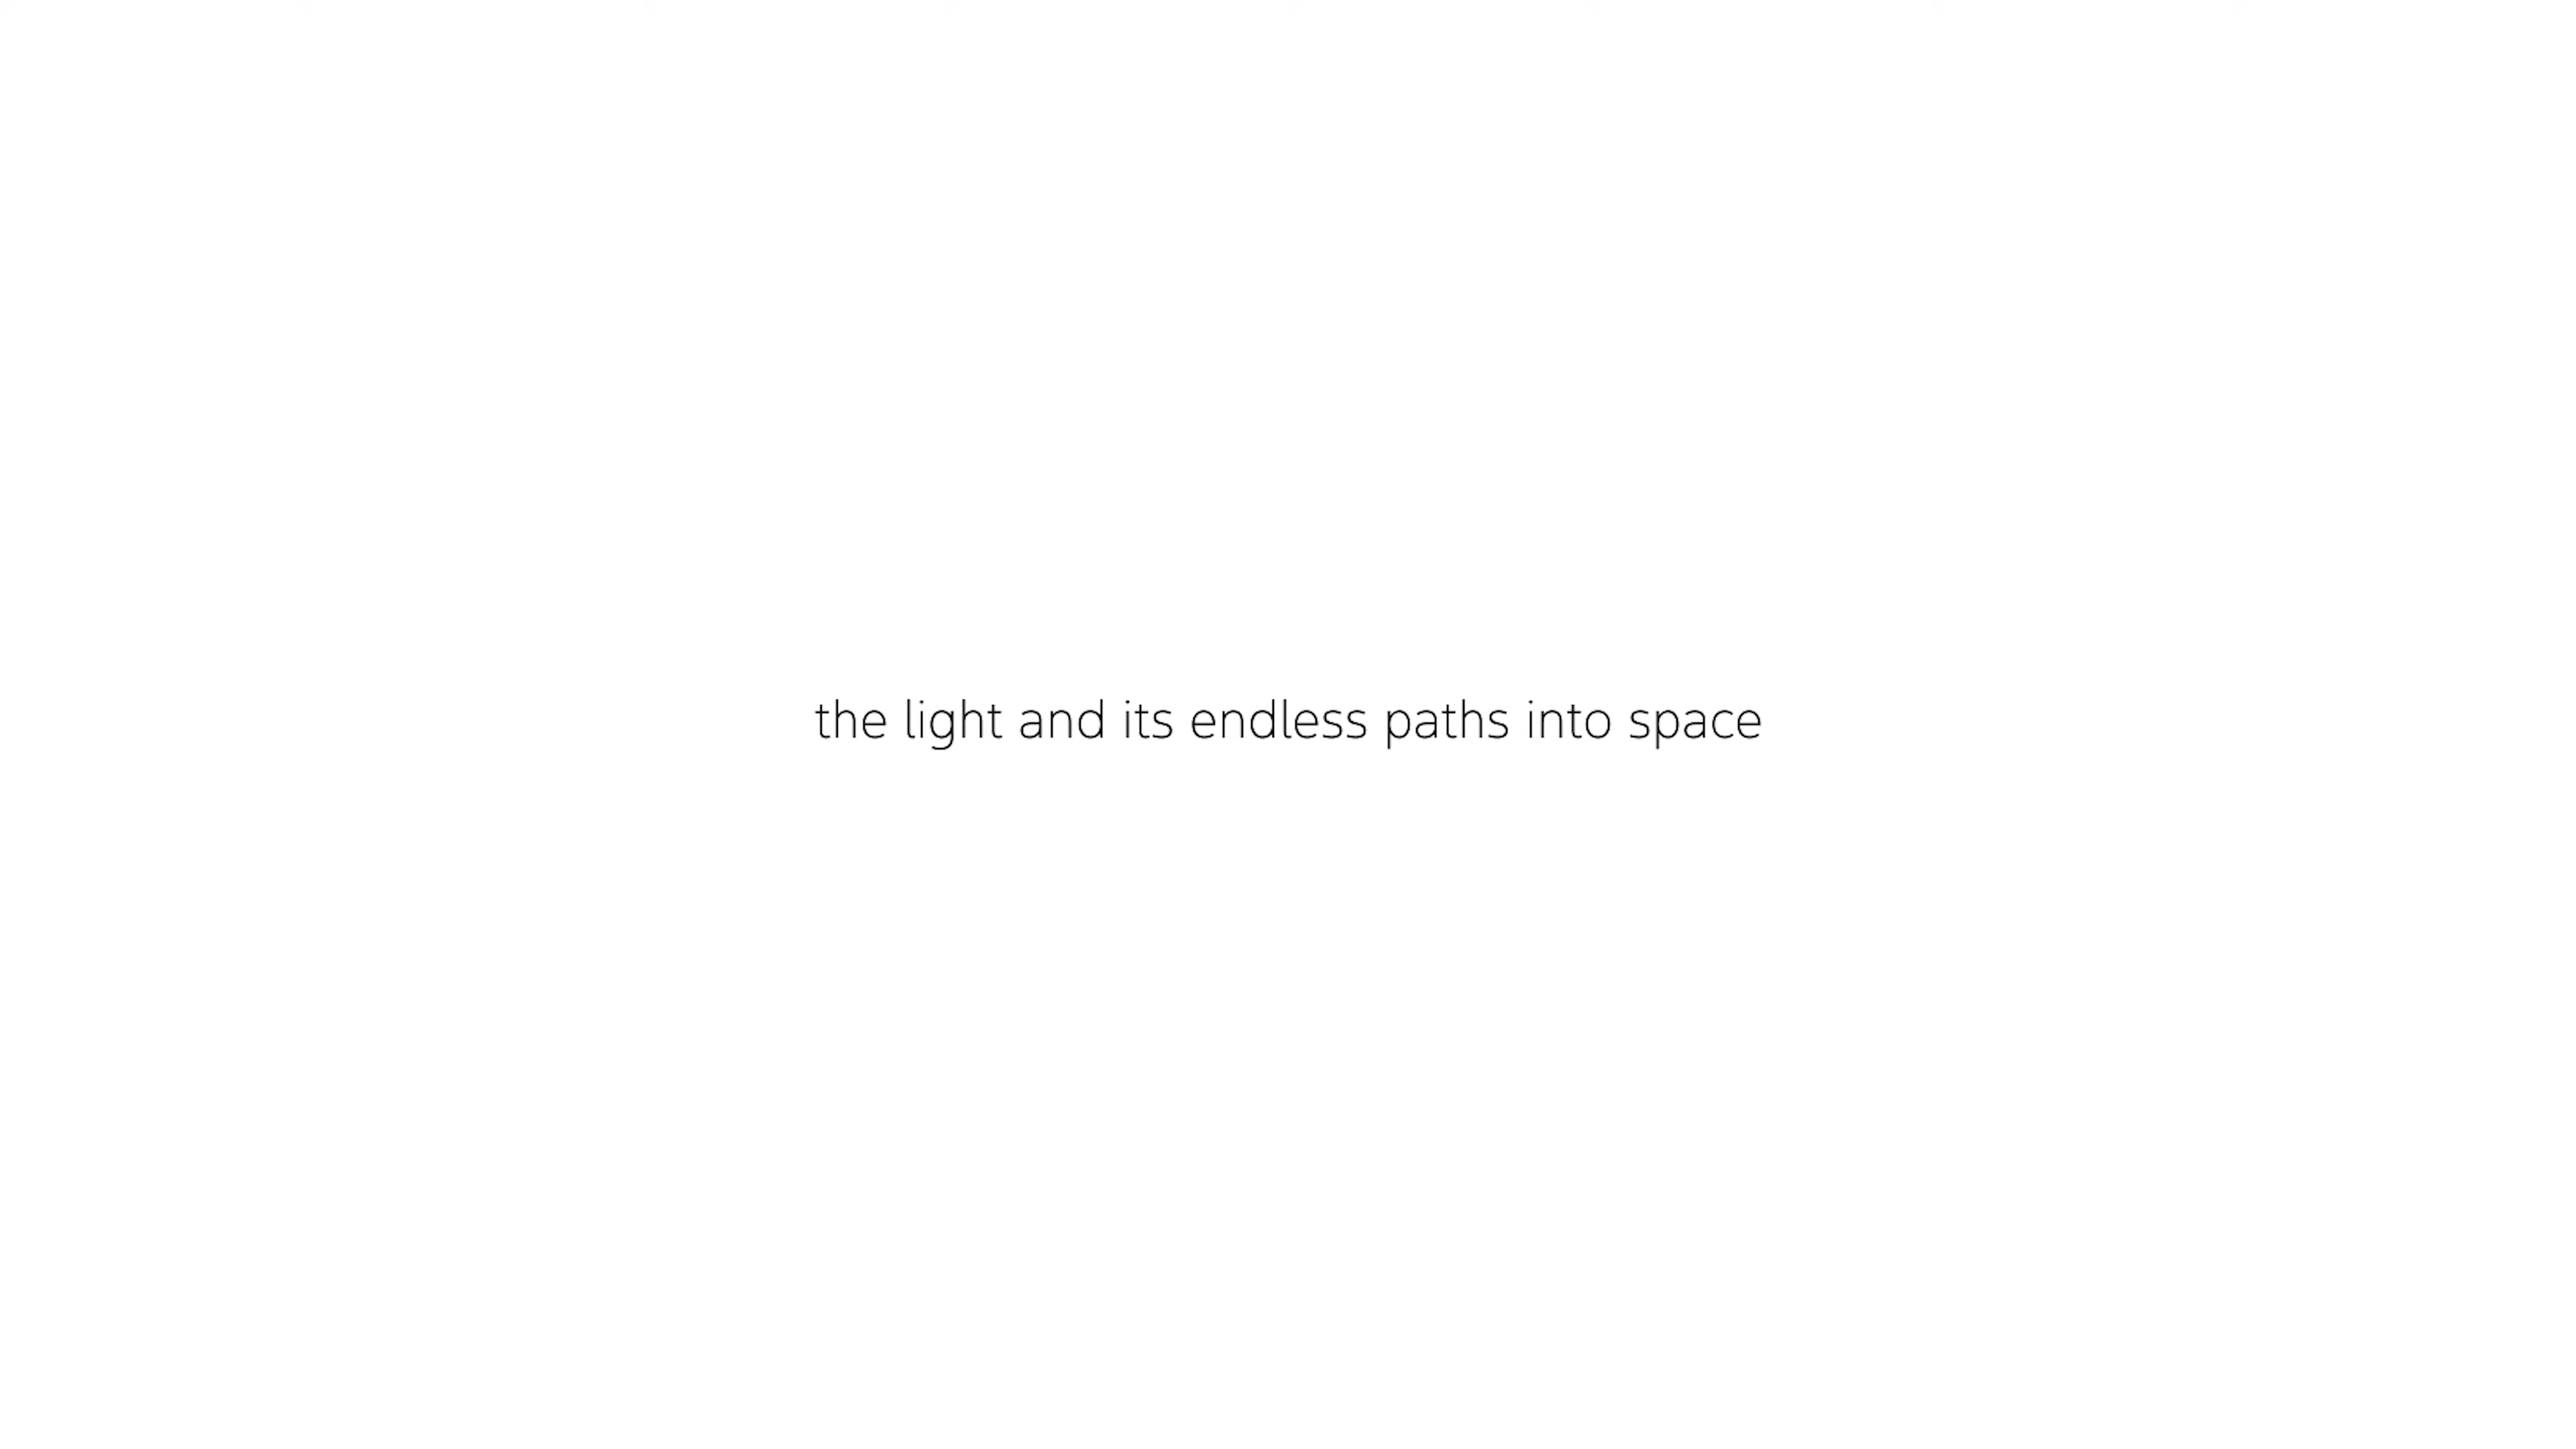 the light and its endless paths into space